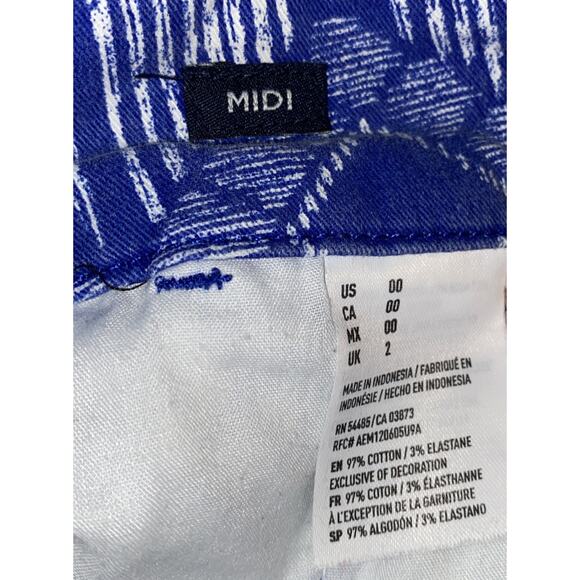 MIDI
US 00
CA 00
MX 00
UK 2
MADE IN INDONESIA / FABRIQUÉ EN
INDONÉSIE / HECHO EN INDONESIA
RN 54485 / CA 03873
RFC# AEM120605U9A
EN 97% COTTON / 3% ELASTANE
EXCLUSIVE OF DECORATION
FR 97% COTON / 3% ÉLASTHANNE
À L'EXCEPTION DE LA GARNITURE
SP 97% ALGODÓN / 3% ELASTANO